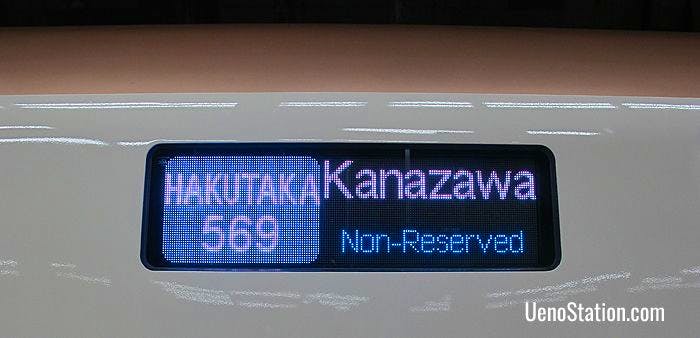 HAKUTAKA
569
Kanazawa
Non-Reserved
UenoStation.com